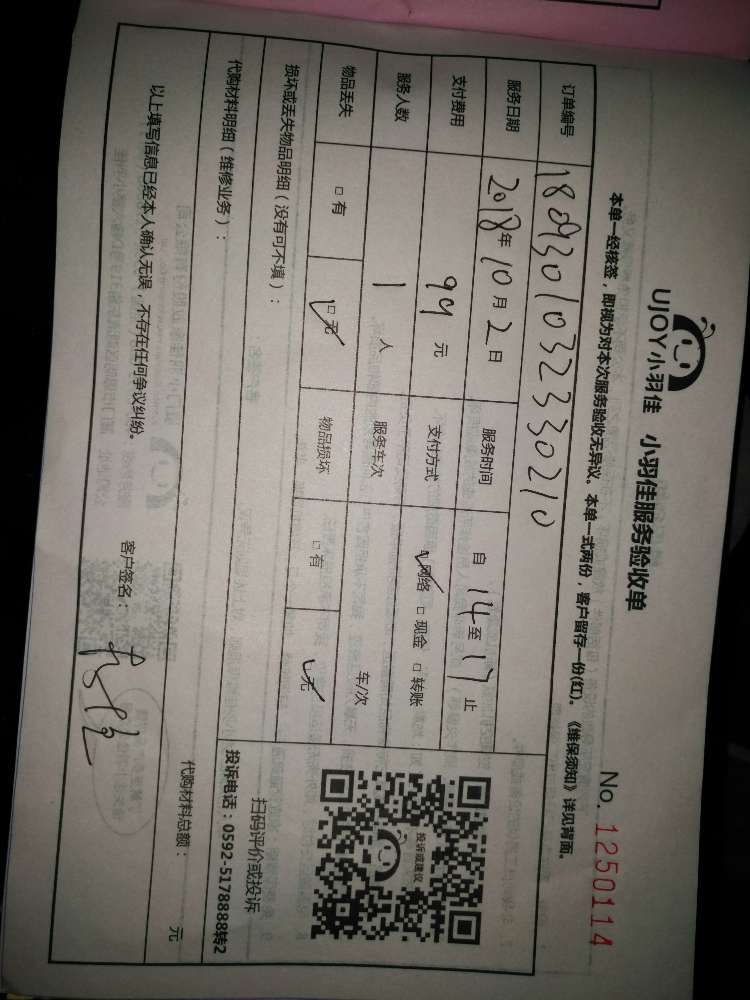 UJOY小羽佳 小羽佳服务验收单
No. 1250114
本单一经核签，即视为对本次服务验收无异议。本单一式两份，客户留存一份(红)。《维保须知》详见背面。
订单编号 1809301032330210
服务日期 2018年10月2日 服务时间 自14至17止
支付费用 99元 支付方式 ☑网络 □现金 □转账
服务人数 1人 服务车次 车/次
物品丢失 □有 ☑无 物品损坏 □有 ☑无
投诉或建议
扫码评价或投诉
投诉电话：0592-5178888转2
损坏或丢失物品明细（没有可不填）：
代购材料明细（维修业务）： 代购材料总额： 元
以上填写信息已经本人确认无误，不存在任何争议纠纷。
客户签名：